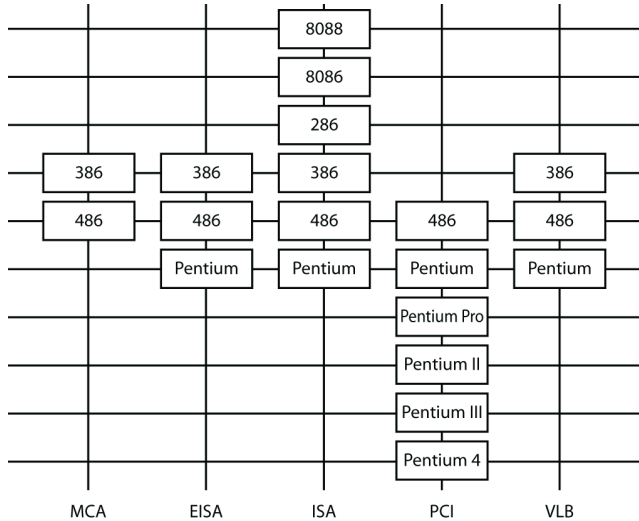 8088
8086
286
386 386 386 386
486 486 486 486 486
Pentium Pentium Pentium Pentium
Pentium Pro
Pentium II
Pentium III
Pentium 4
MCA EISA ISA PCI VLB